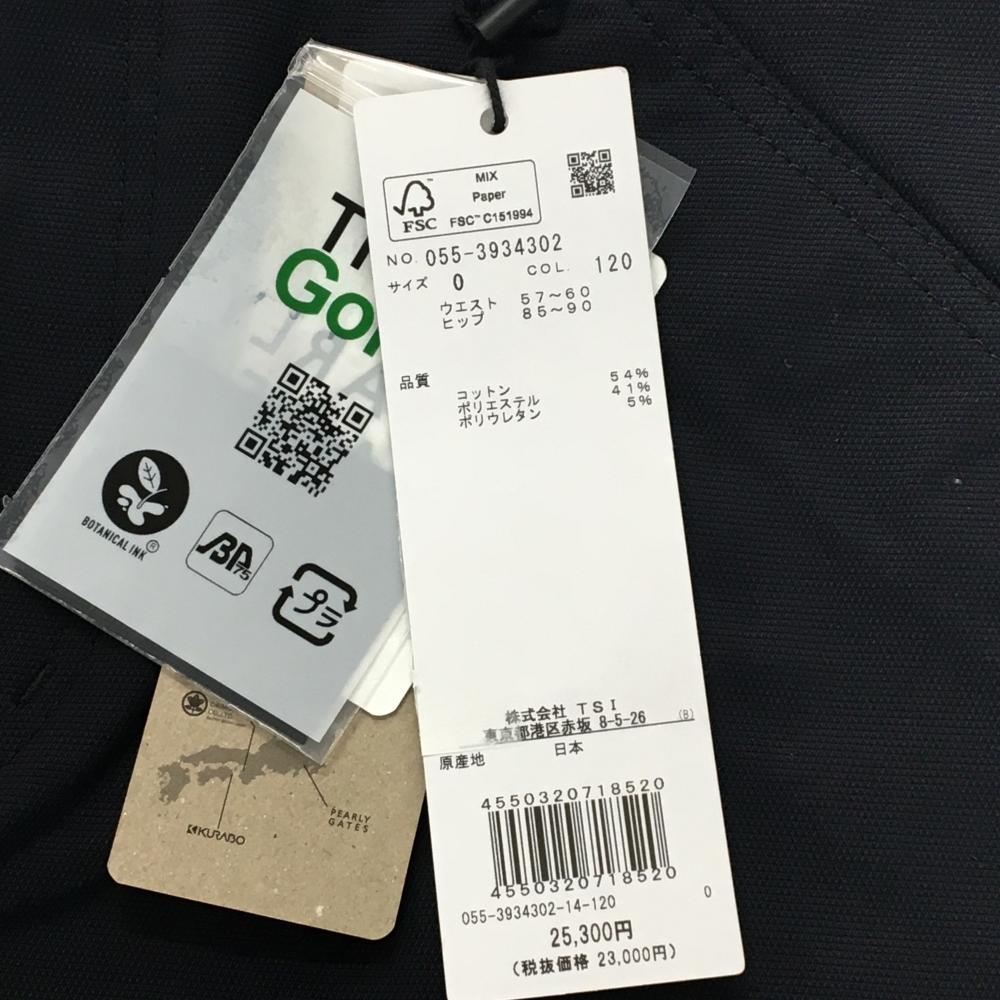 MIX
Paper
FSC™ C151994
FSC
NO. 055-3934302
サイズ 0 COL. 120
ウエスト 57～60
ヒップ 85～90
品質
コットン 54%
ポリエステル 41%
ポリウレタン 5%
株式会社 TSI
東京都港区赤坂 8-5-26 (B)
原産地 日本
4550320718520
4550320718520
055-3934302-14-120 0
25,300円
(税抜価格 23,000円)
BOTANICAL INK®
BP
75
プラ
KURABO
PEARLY
GATES